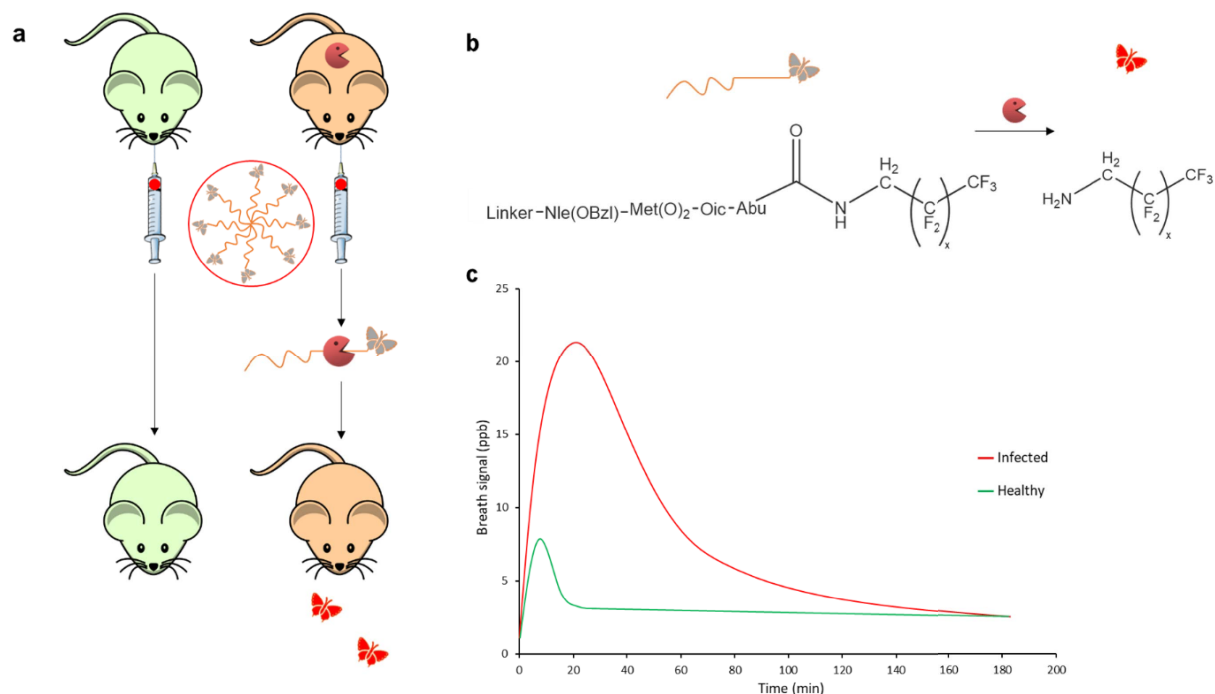 a
b
O
H₂
C
CF₃
Linker–Nle(OBzl)–Met(O)₂–Oic–Abu
N
H
C
F₂
x
H₂
C
CF₃
H₂N
C
F₂
x
c
25
20
15
10
5
0
Breath signal (ppb)
Infected
Healthy
0 20 40 60 80 100 120 140 160 180 200
Time (min)